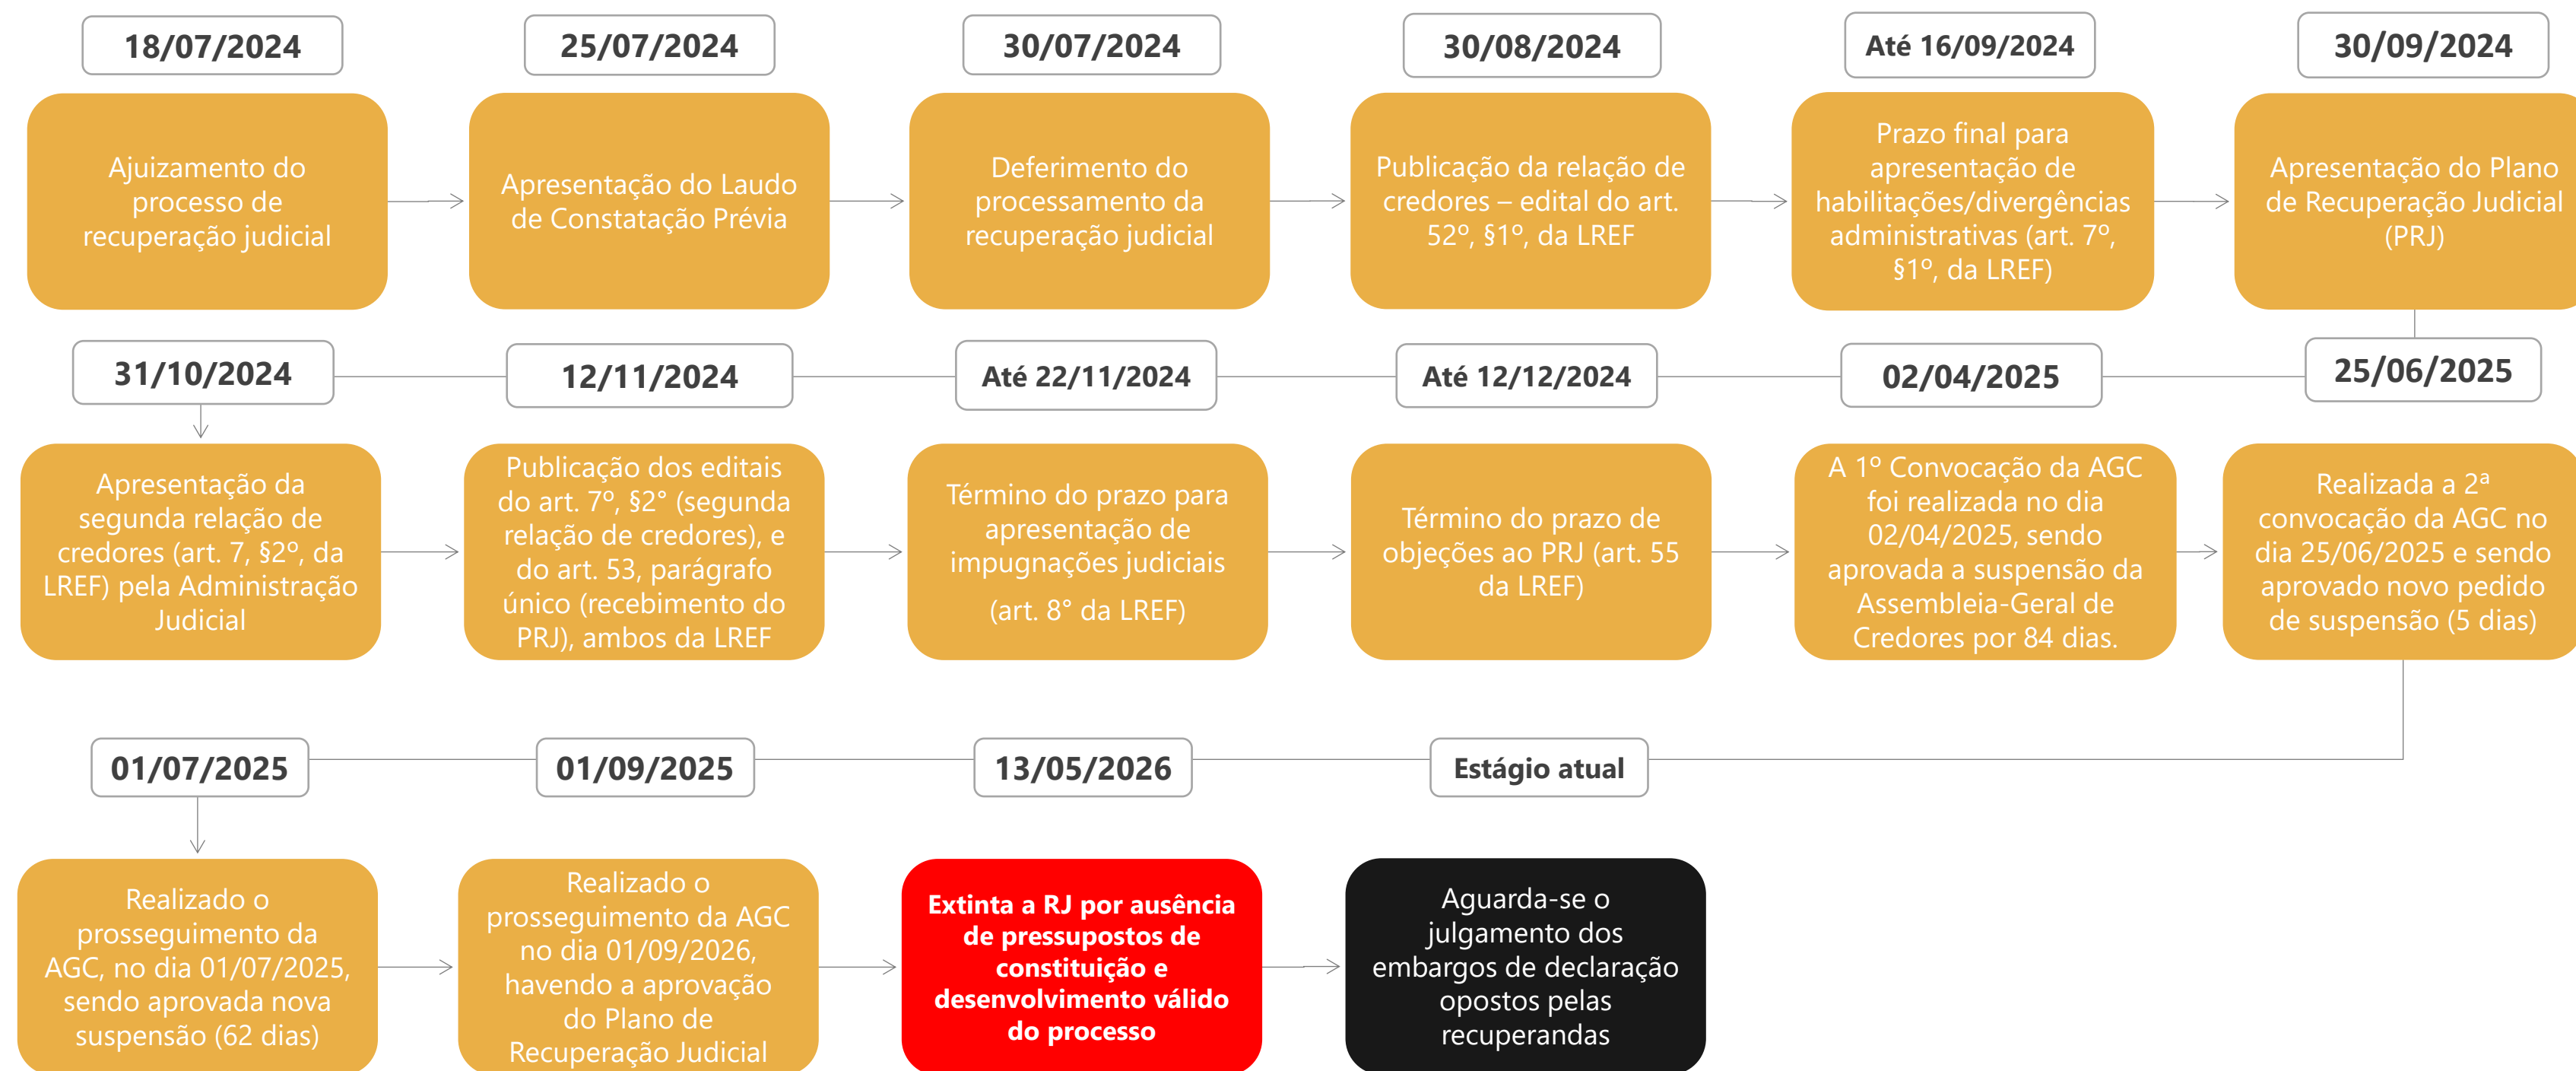 18/07/2024
25/07/2024
30/07/2024
30/08/2024
Até 16/09/2024
30/09/2024
Ajuizamento do
processo de
recuperação judicial
Apresentação do Laudo
de Constatação Prévia
Deferimento do
processamento da
recuperação judicial
Publicação da relação de
credores – edital do art.
52º, §1º, da LREF
Prazo final para
apresentação de
habilitações/divergências
administrativas (art. 7º,
§1º, da LREF)
Apresentação do Plano
de Recuperação Judicial
(PRJ)
31/10/2024
12/11/2024
Até 22/11/2024
Até 12/12/2024
02/04/2025
25/06/2025
Apresentação da
segunda relação de
credores (art. 7, §2º, da
LREF) pela Administração
Judicial
Publicação dos editais
do art. 7º, §2° (segunda
relação de credores), e
do art. 53, parágrafo
único (recebimento do
PRJ), ambos da LREF
Término do prazo para
apresentação de
impugnações judiciais
(art. 8° da LREF)
Término do prazo de
objeções ao PRJ (art. 55
da LREF)
A 1º Convocação da AGC
foi realizada no dia
02/04/2025, sendo
aprovada a suspensão da
Assembleia-Geral de
Credores por 84 dias.
Realizada a 2ª
convocação da AGC no
dia 25/06/2025 e sendo
aprovado novo pedido
de suspensão (5 dias)
01/07/2025
01/09/2025
13/05/2026
Estágio atual
Realizado o
prosseguimento da
AGC, no dia 01/07/2025,
sendo aprovada nova
suspensão (62 dias)
Realizado o
prosseguimento da AGC
no dia 01/09/2026,
havendo a aprovação
do Plano de
Recuperação Judicial
Extinta a RJ por ausência
de pressupostos de
constituição e
desenvolvimento válido
do processo
Aguarda-se o
julgamento dos
embargos de declaração
opostos pelas
recuperandas